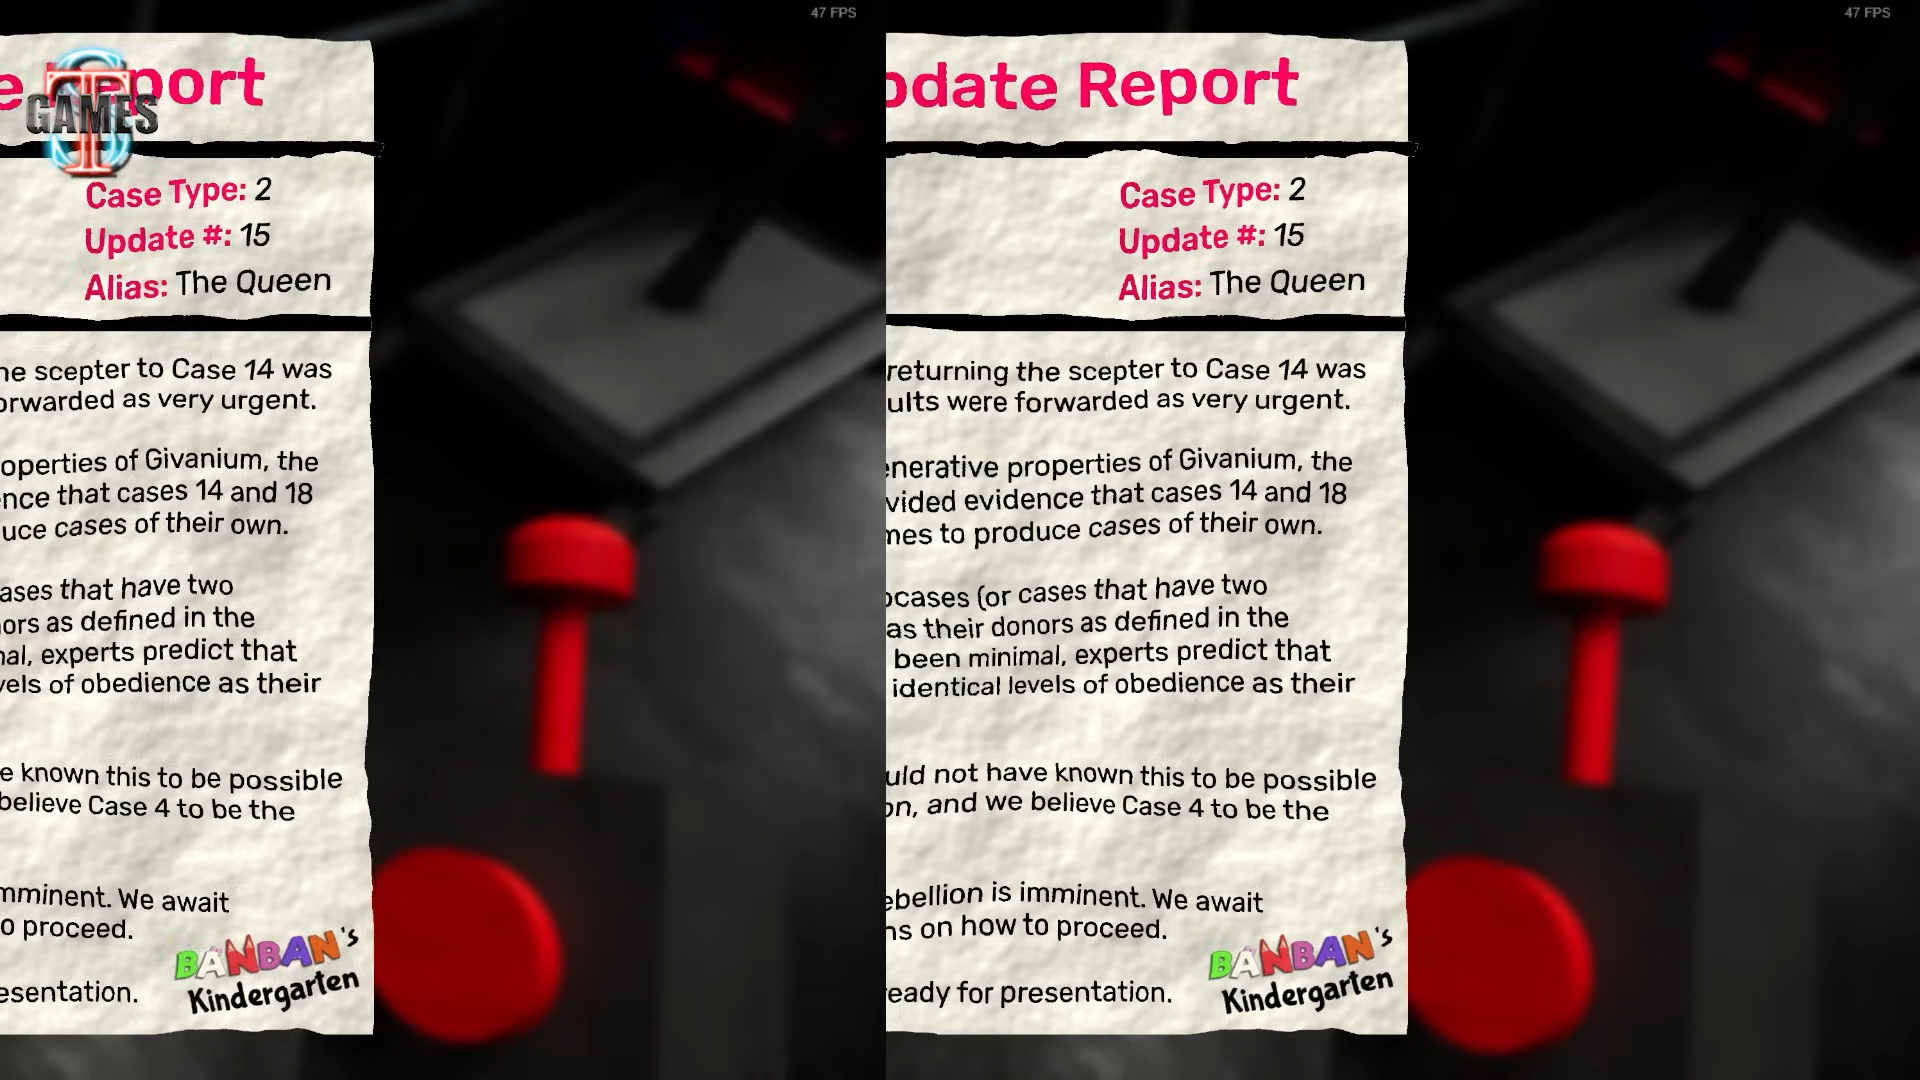 47 FPS
e Report
GAMES
ST
Case Type: 2
Update #: 15
Alias: The Queen
he scepter to Case 14 was
orwarded as very urgent.
operties of Givanium, the
nce that cases 14 and 18
uce cases of their own.
ases that have two
nors as defined in the
nal, experts predict that
vels of obedience as their
e known this to be possible
believe Case 4 to be the
mminent. We await
o proceed.
esentation.
BANBAN's
Kindergarten
47 FPS
pdate Report
Case Type: 2
Update #: 15
Alias: The Queen
returning the scepter to Case 14 was
ults were forwarded as very urgent.
enerative properties of Givanium, the
vided evidence that cases 14 and 18
mes to produce cases of their own.
ocases (or cases that have two
as their donors as defined in the
been minimal, experts predict that
identical levels of obedience as their
uld not have known this to be possible
on, and we believe Case 4 to be the
ebellion is imminent. We await
ns on how to proceed.
eady for presentation.
BANBAN's
Kindergarten